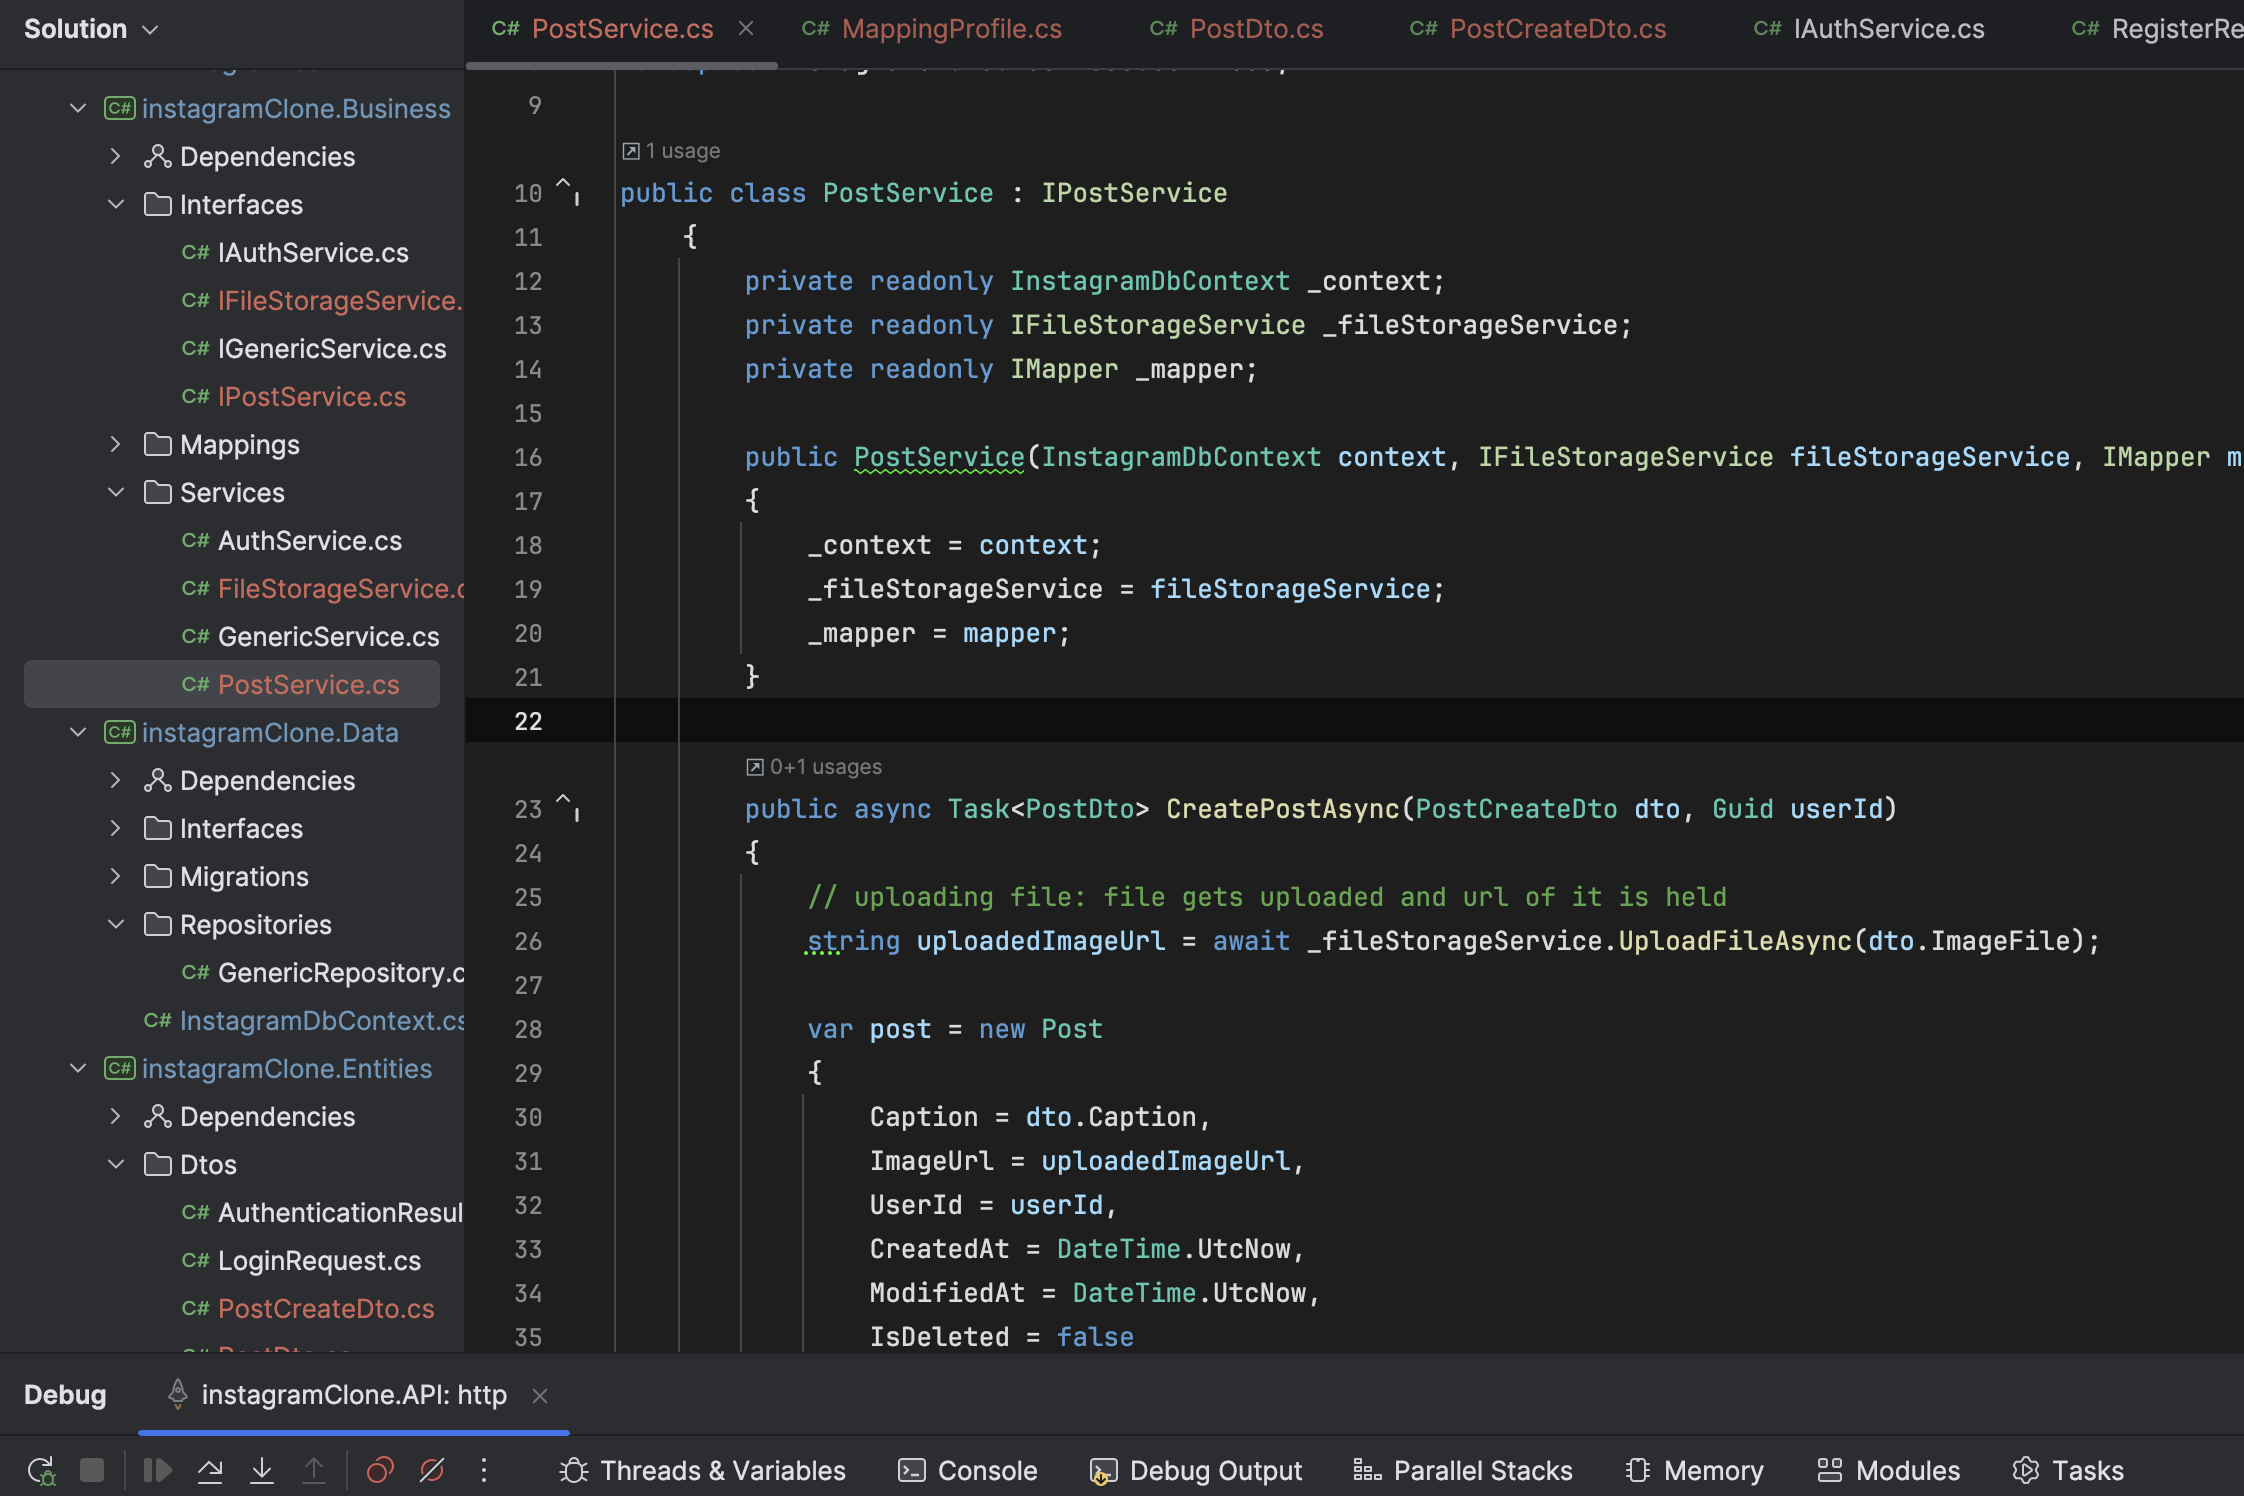 Solution
C# PostService.cs
C# MappingProfile.cs
C# PostDto.cs
C# PostCreateDto.cs
C# IAuthService.cs
C# RegisterRe
C# instagramClone.Business
Dependencies
Interfaces
C# IAuthService.cs
C# IFileStorageService.
C# IGenericService.cs
C# IPostService.cs
Mappings
Services
C# AuthService.cs
C# FileStorageService.c
C# GenericService.cs
C# PostService.cs
C# instagramClone.Data
Dependencies
Interfaces
Migrations
Repositories
C# GenericRepository.c
C# InstagramDbContext.cs
C# instagramClone.Entities
Dependencies
Dtos
C# AuthenticationResul
C# LoginRequest.cs
C# PostCreateDto.cs
C# PostDto.cs
9
1 usage
10 public class PostService : IPostService
11 {
12 private readonly InstagramDbContext _context;
13 private readonly IFileStorageService _fileStorageService;
14 private readonly IMapper _mapper;
15
16 public PostService(InstagramDbContext context, IFileStorageService fileStorageService, IMapper m
17 {
18 _context = context;
19 _fileStorageService = fileStorageService;
20 _mapper = mapper;
21 }
22
0+1 usages
23 public async Task<PostDto> CreatePostAsync(PostCreateDto dto, Guid userId)
24 {
25 // uploading file: file gets uploaded and url of it is held
26 string uploadedImageUrl = await _fileStorageService.UploadFileAsync(dto.ImageFile);
27
28 var post = new Post
29 {
30 Caption = dto.Caption,
31 ImageUrl = uploadedImageUrl,
32 UserId = userId,
33 CreatedAt = DateTime.UtcNow,
34 ModifiedAt = DateTime.UtcNow,
35 IsDeleted = false
Debug
instagramClone.API: http
Threads & Variables
Console
Debug Output
Parallel Stacks
Memory
Modules
Tasks